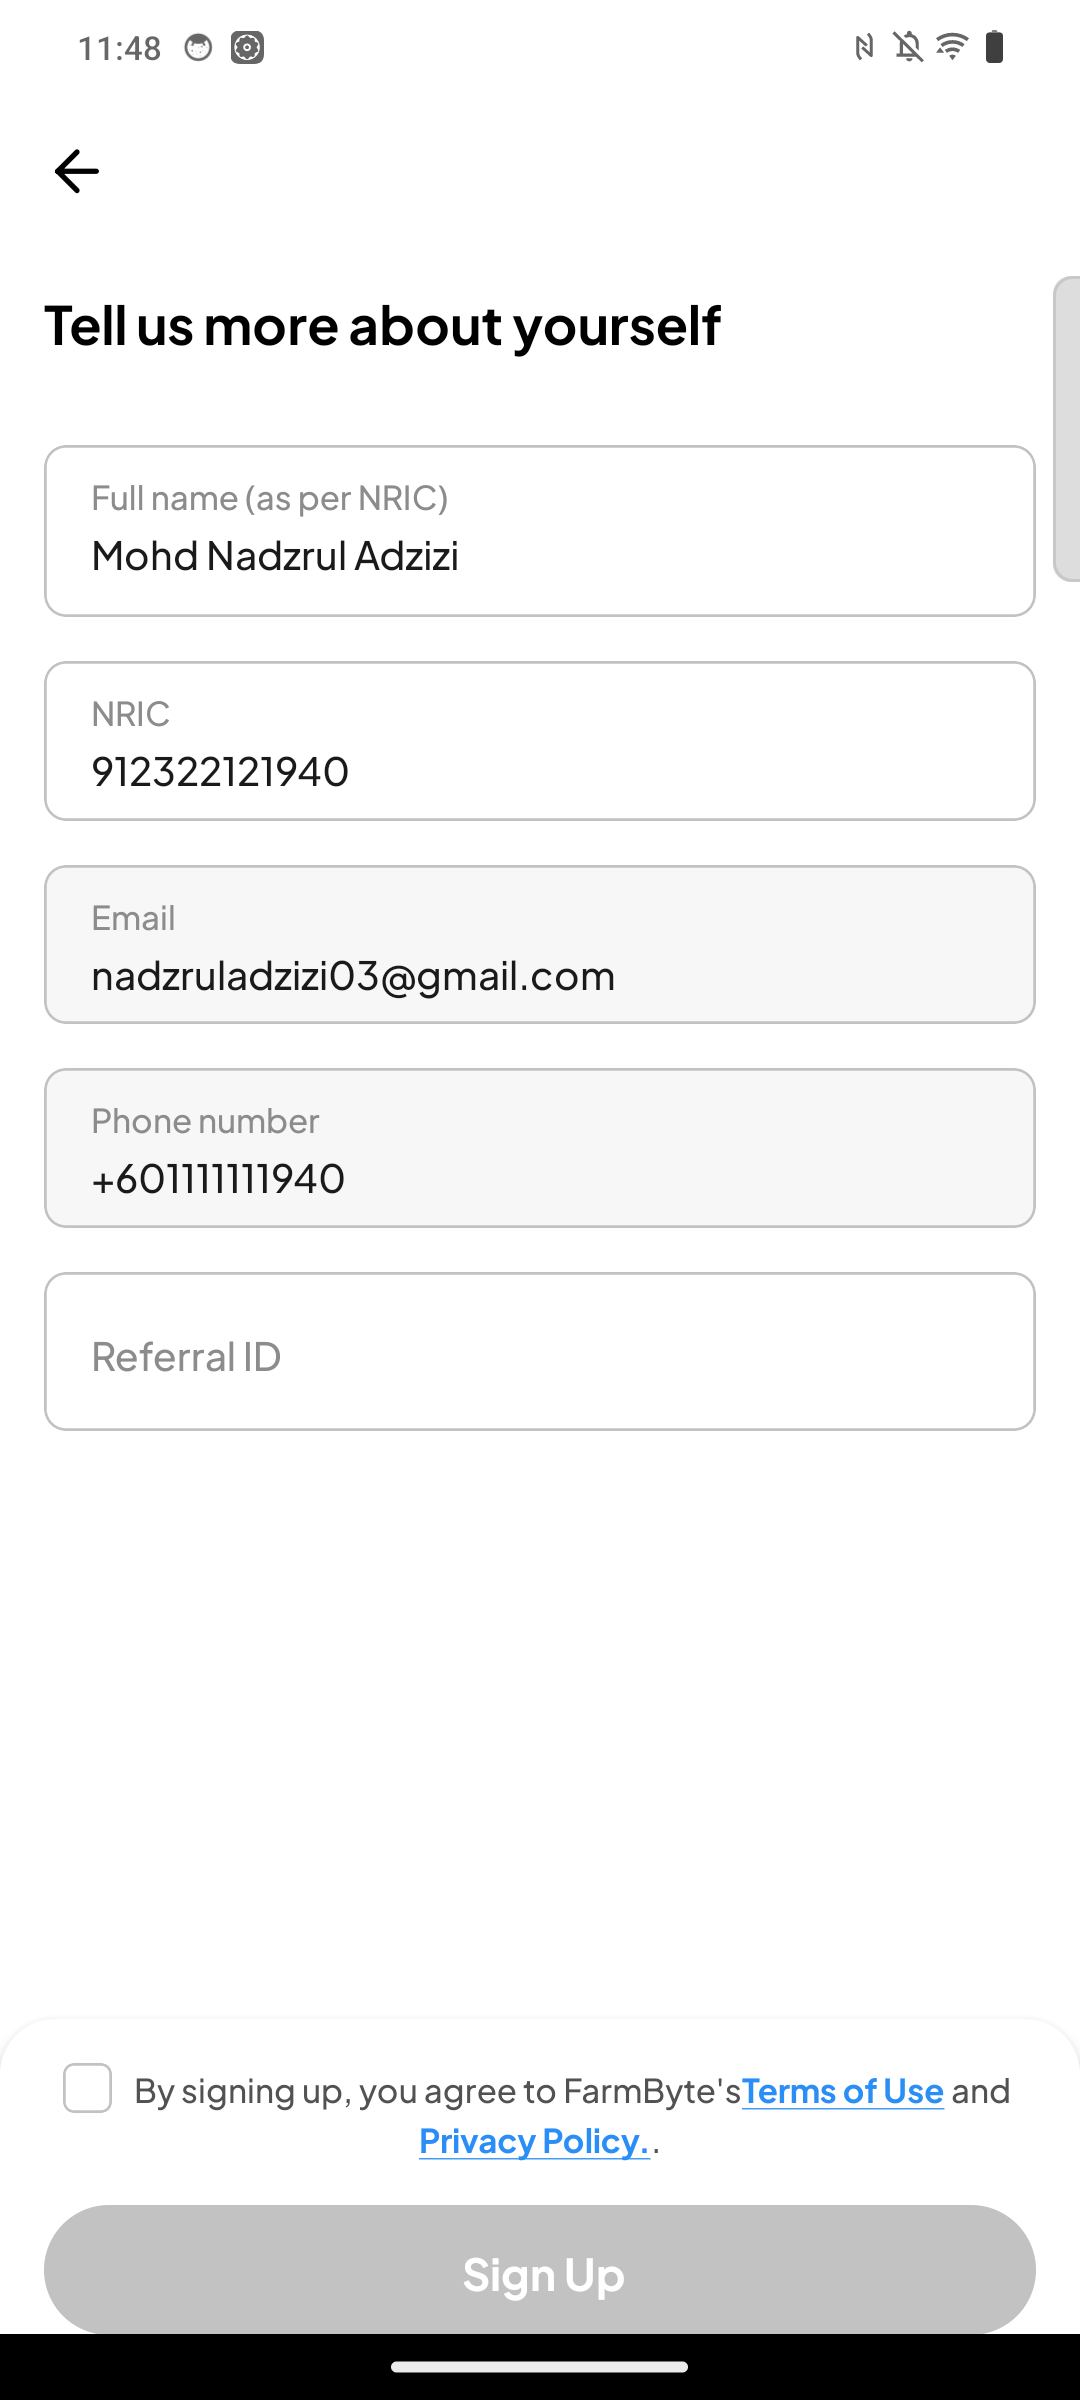 11:48
Tell us more about yourself
Full name (as per NRIC)
Mohd Nadzrul Adzizi
NRIC
912322121940
Email
nadzruladzizi03@gmail.com
Phone number
+601111111940
Referral ID
By signing up, you agree to FarmByte'sTerms of Use and
Privacy Policy..
Sign Up